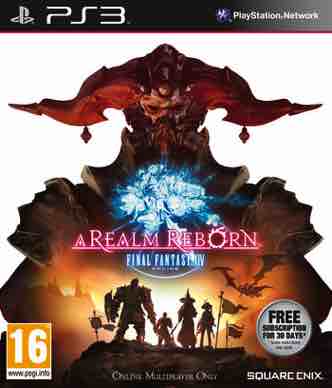 PS3
PlayStation®Network
A REALM REBORN
FINAL FANTASY XIV
ONLINE
FREE
SUBSCRIPTION
FOR 30 DAYS*
16
www.pegi.info
ONLINE MULTIPLAYER ONLY
SQUARE ENIX®